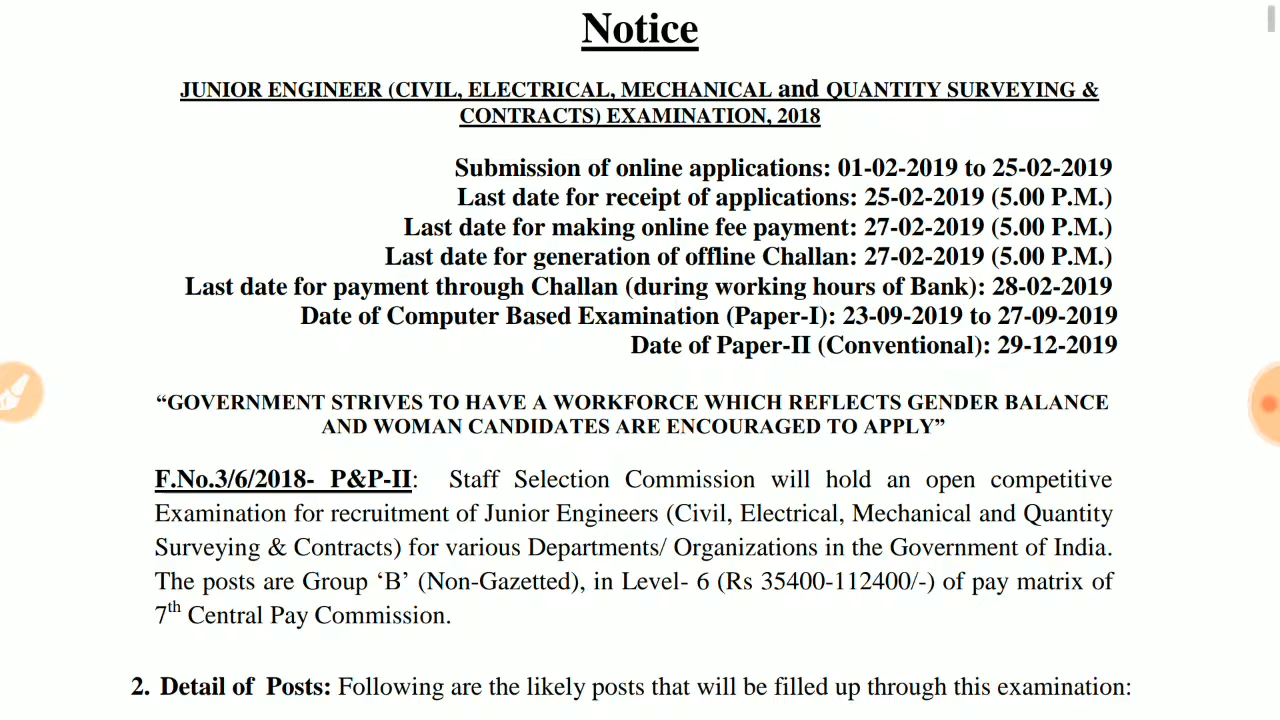 Notice
JUNIOR ENGINEER (CIVIL, ELECTRICAL, MECHANICAL and QUANTITY SURVEYING &
CONTRACTS) EXAMINATION, 2018
Submission of online applications: 01-02-2019 to 25-02-2019
Last date for receipt of applications: 25-02-2019 (5.00 P.M.)
Last date for making online fee payment: 27-02-2019 (5.00 P.M.)
Last date for generation of offline Challan: 27-02-2019 (5.00 P.M.)
Last date for payment through Challan (during working hours of Bank): 28-02-2019
Date of Computer Based Examination (Paper-I): 23-09-2019 to 27-09-2019
Date of Paper-II (Conventional): 29-12-2019
“GOVERNMENT STRIVES TO HAVE A WORKFORCE WHICH REFLECTS GENDER BALANCE
AND WOMAN CANDIDATES ARE ENCOURAGED TO APPLY”
F.No.3/6/2018- P&P-II: Staff Selection Commission will hold an open competitive
Examination for recruitment of Junior Engineers (Civil, Electrical, Mechanical and Quantity
Surveying & Contracts) for various Departments/ Organizations in the Government of India.
The posts are Group ‘B’ (Non-Gazetted), in Level- 6 (Rs 35400-112400/-) of pay matrix of
7th Central Pay Commission.
2. Detail of Posts: Following are the likely posts that will be filled up through this examination: